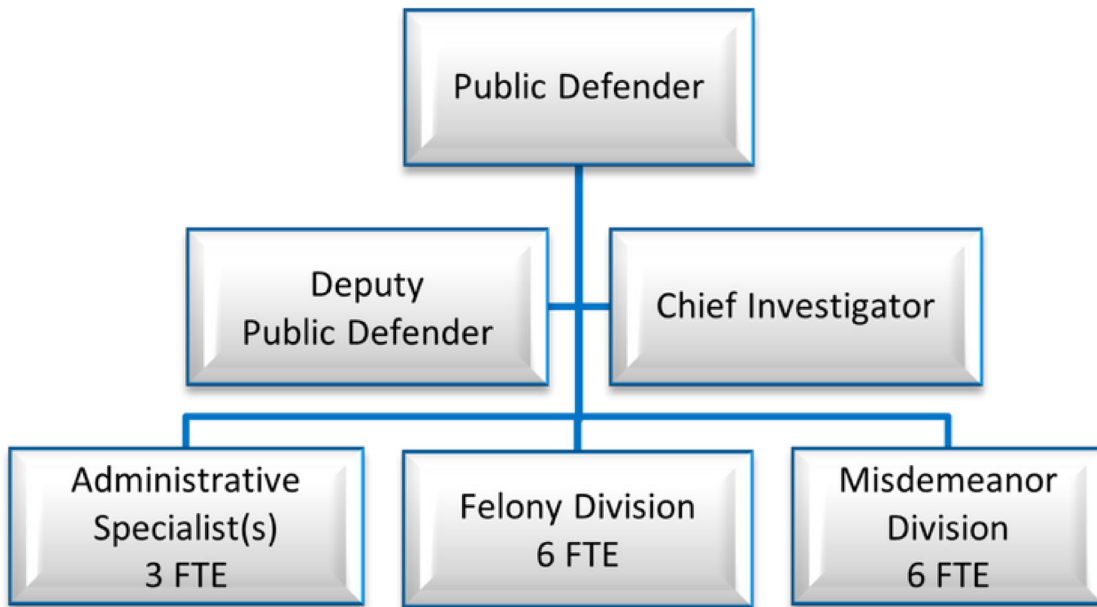 Public Defender
Deputy
Public Defender
Chief Investigator
Administrative
Specialist(s)
3 FTE
Felony Division
6 FTE
Misdemeanor
Division
6 FTE